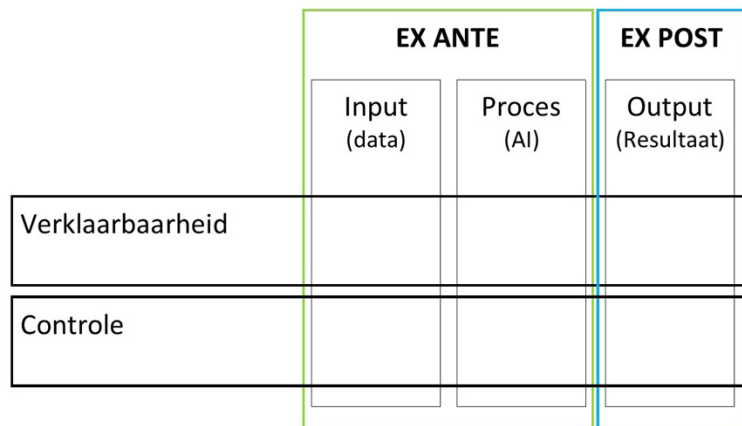 EX ANTE
EX POST
Input
(data)
Proces
(AI)
Output
(Resultaat)
Verklaarbaarheid
Controle